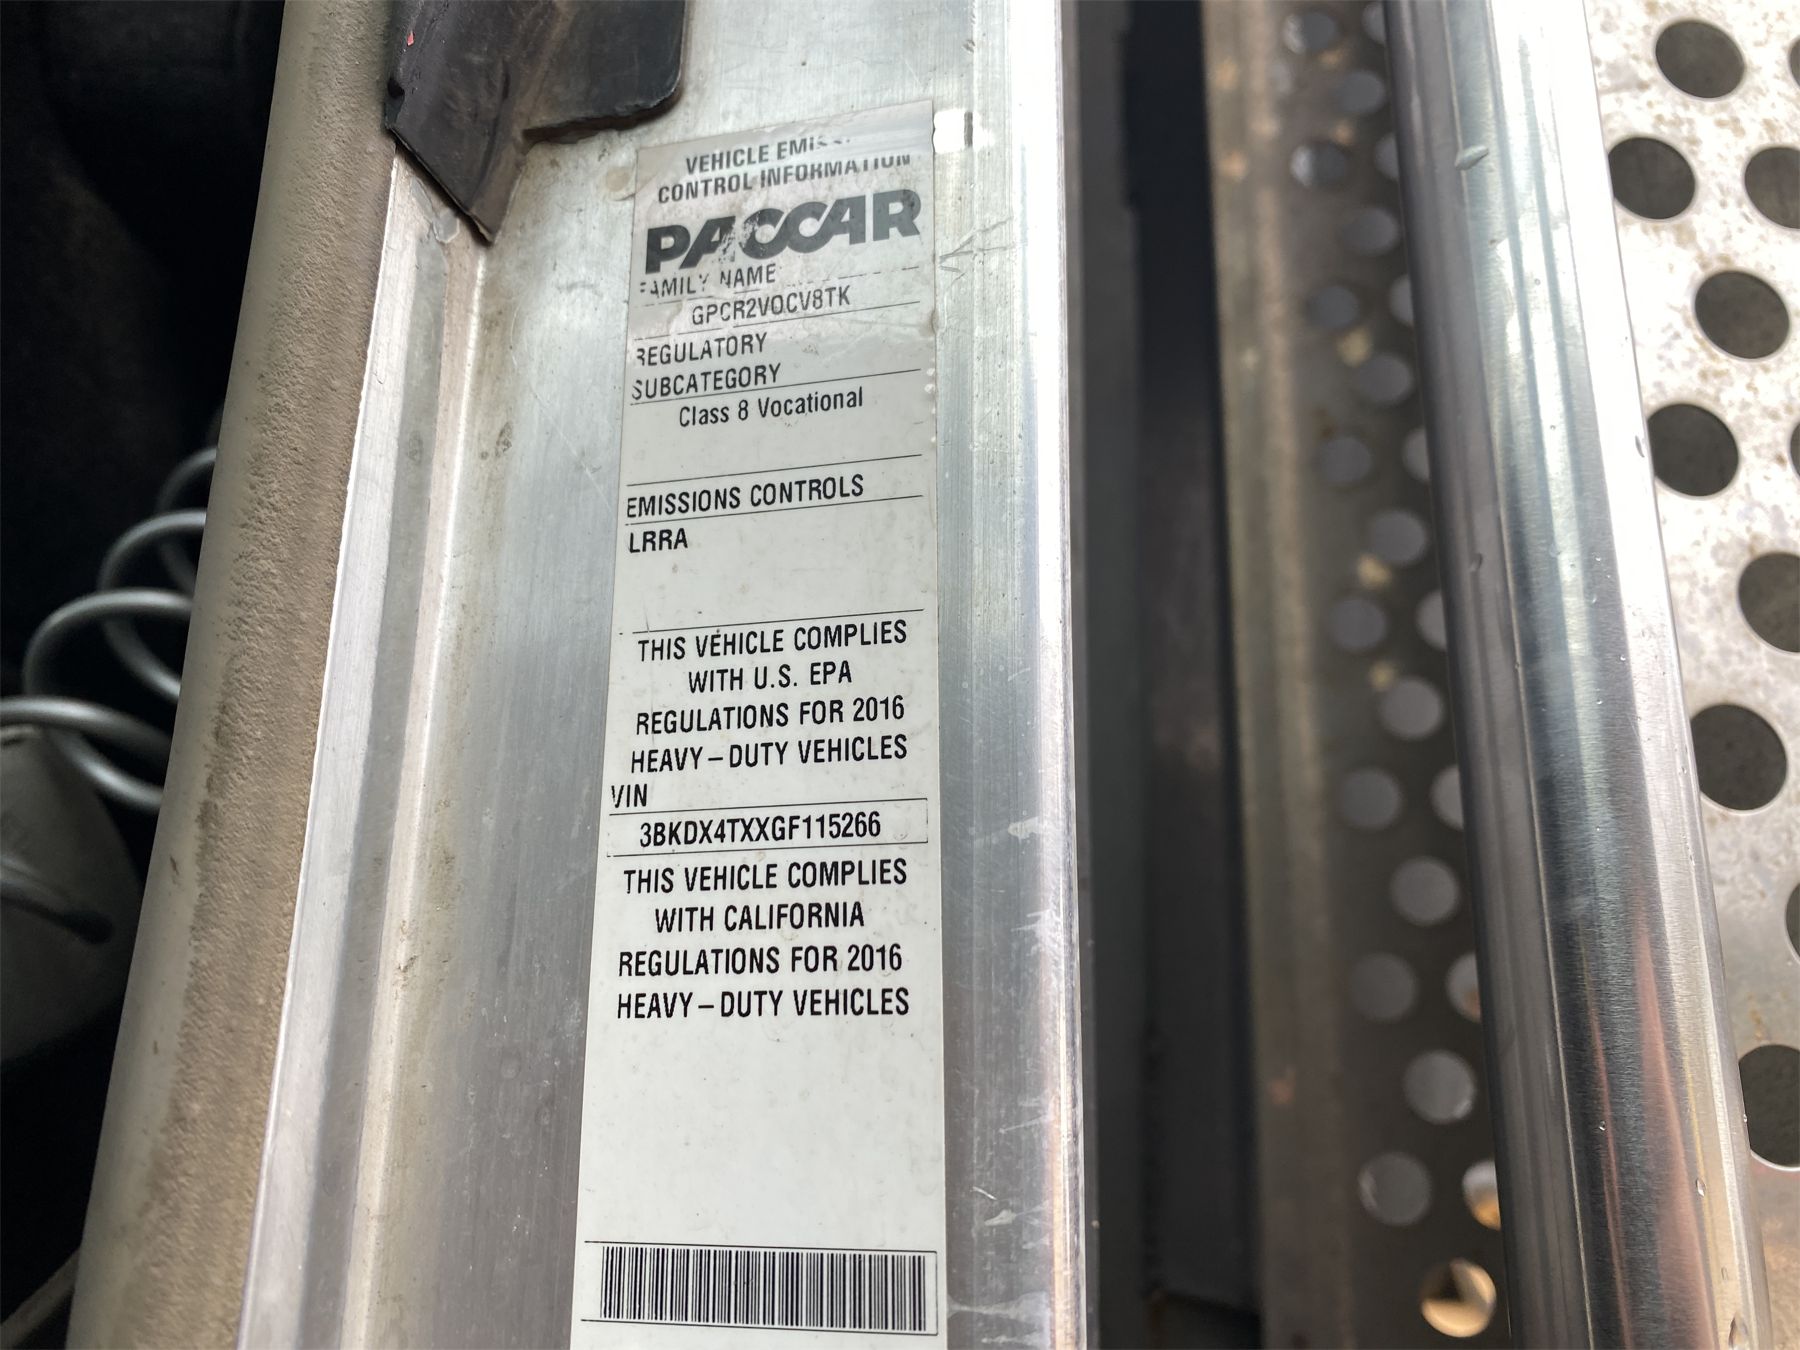 VEHICLE
CONTROL INFORMATION
PACCAR
FAMILY NAME
GPCR2VOCV8TK
REGULATORY
SUBCATEGORY
Class 8 Vocational
EMISSIONS CONTROLS
LRRA
THIS VEHICLE COMPLIES
WITH U.S. EPA
REGULATIONS FOR 2016
HEAVY-DUTY VEHICLES
VIN
3BKDX4TXXGF115266
THIS VEHICLE COMPLIES
WITH CALIFORNIA
REGULATIONS FOR 2016
HEAVY-DUTY VEHICLES